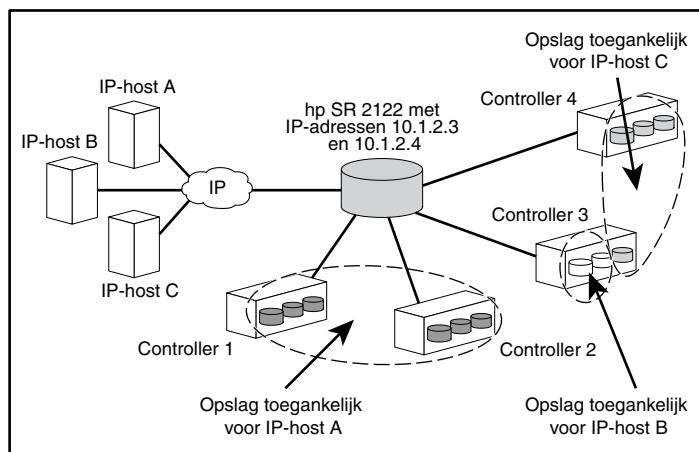 Opslag toegankelijk
voor IP-host C
IP-host A
IP-host B
IP-host C
IP
hp SR 2122 met
IP-adressen 10.1.2.3
en 10.1.2.4
Controller 4
Controller 3
Controller 1
Controller 2
Opslag toegankelijk
voor IP-host A
Opslag toegankelijk
voor IP-host B